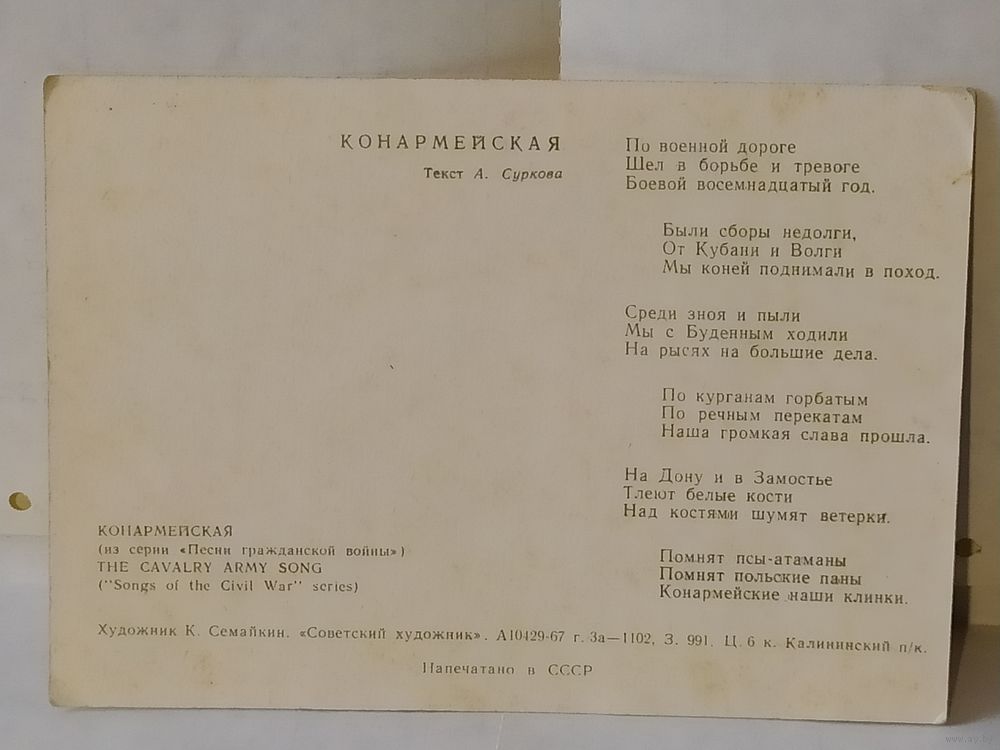 КОНАРМЕЙСКАЯ
Текст А. Суркова
По военной дороге
Шел в борьбе и тревоге
Боевой восемнадцатый год.
Были сборы недолги,
От Кубани и Волги
Мы коней поднимали в поход.
Среди зноя и пыли
Мы с Буденным ходили
На рысях на большие дела.
По курганам горбатым
По речным перекатам
Наша громкая слава прошла.
На Дону и в Замостье
Тлеют белые кости
Над костями шумят ветерки.
Помнят псы-атаманы
Помнят польские паны
Конармейские наши клинки.
КОНАРМЕЙСКАЯ
(из серии «Песни гражданской войны»)
THE CAVALRY ARMY SONG
("Songs of the Civil War" series)
Художник К. Семайкин. «Советский художник». А10429-67 г. 3а—1102, З. 991. Ц. 6 к. Калининский п/к.
Напечатано в СССР